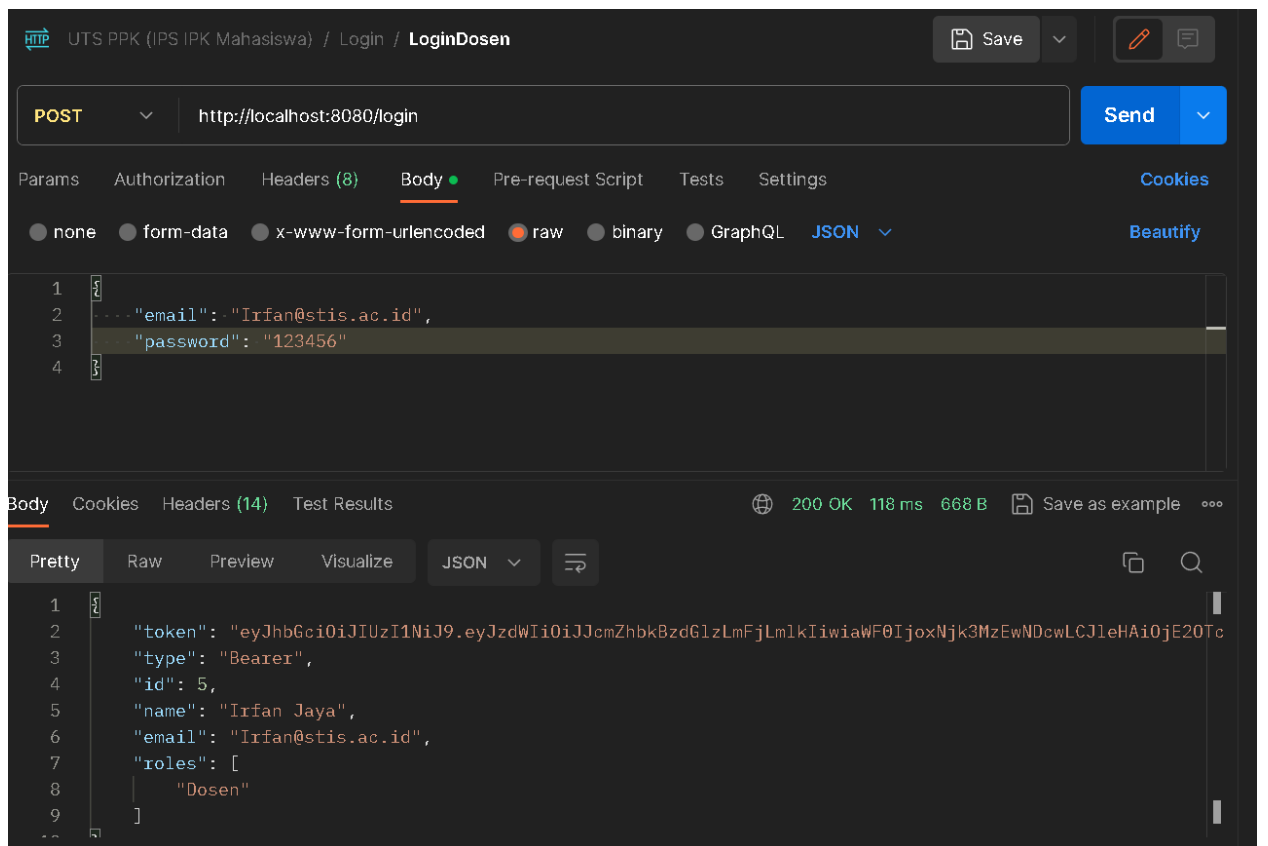 HTTP UTS PPK (IPS IPK Mahasiswa) / Login / LoginDosen Save
POST http://localhost:8080/login Send
Params Authorization Headers (8) Body Pre-request Script Tests Settings Cookies
none form-data x-www-form-urlencoded raw binary GraphQL JSON Beautify
1 {
2 "email": "Irfan@stis.ac.id",
3 "password": "123456"
4 }
Body Cookies Headers (14) Test Results 200 OK 118 ms 668 B Save as example
Pretty Raw Preview Visualize JSON
1 {
2 "token": "eyJhbGciOiJIUzI1NiJ9.eyJzdWIiOiJJcmZhbkBzdGlzLmFjLmlkIiwiaWF0IjoxNjk3MzEwNDcwLCJleHAiOjE2OTc
3 "type": "Bearer",
4 "id": 5,
5 "name": "Irfan Jaya",
6 "email": "Irfan@stis.ac.id",
7 "roles": [
8 "Dosen"
9 ]